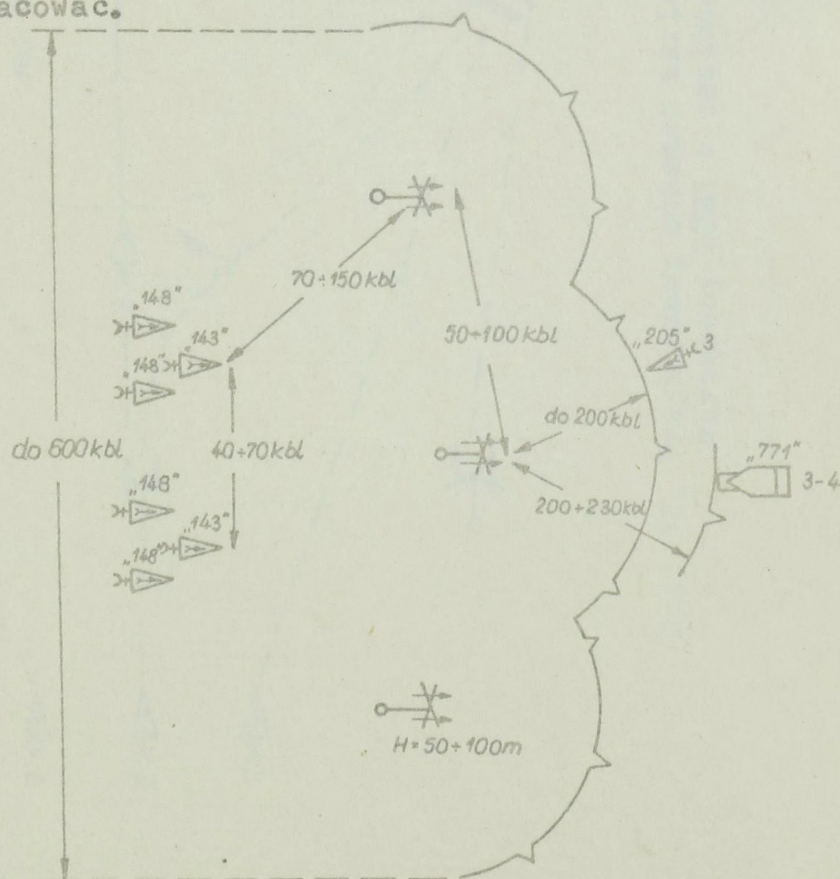 acować.
70÷150 kbl
„148"
„143"
50÷100 kbl
„205"
3
„148"
do 200 kbl
do 600 kbl
40÷70 kbl
„771"
3-4
„148"
200÷230 kbl
„143"
„148"
H=50÷100m